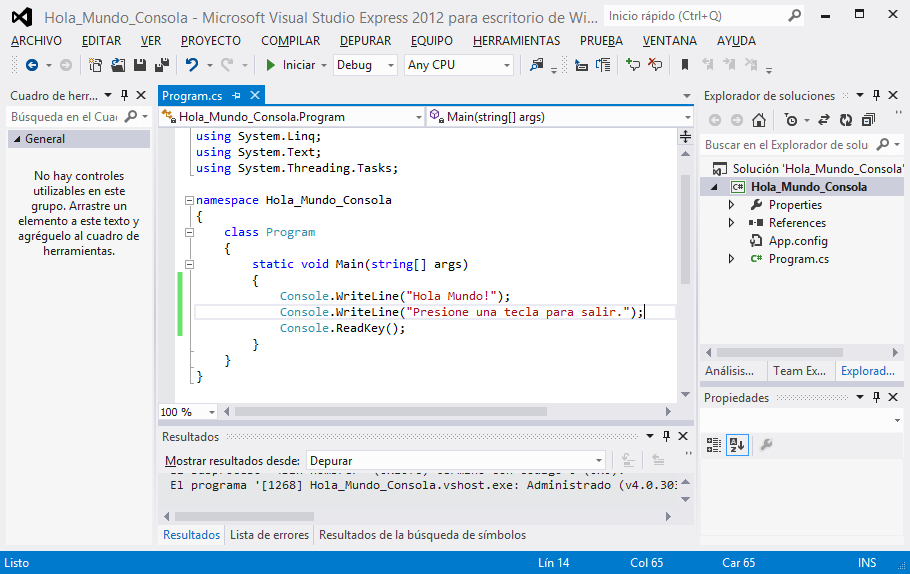 Hola_Mundo_Consola - Microsoft Visual Studio Express 2012 para escritorio de Wi...
Inicio rápido (Ctrl+Q)
ARCHIVO EDITAR VER PROYECTO COMPILAR DEPURAR EQUIPO HERRAMIENTAS PRUEBA VENTANA AYUDA
Iniciar Debug Any CPU
Cuadro de herr...
Búsqueda en el Cuad
General
No hay controles
utilizables en este
grupo. Arrastre un
elemento a este texto y
agréguelo al cuadro de
herramientas.
Program.cs
Hola_Mundo_Consola.Program
Main(string[] args)
using System.Linq;
using System.Text;
using System.Threading.Tasks;
namespace Hola_Mundo_Consola
{
class Program
{
static void Main(string[] args)
{
Console.WriteLine("Hola Mundo!");
Console.WriteLine("Presione una tecla para salir.");
Console.ReadKey();
}
}
}
100 %
Resultados
Mostrar resultados desde: Depurar
El programa '[1268] Hola_Mundo_Consola.vshost.exe: Administrado (v4.0.303
Resultados Lista de errores Resultados de la búsqueda de símbolos
Explorador de soluciones
Buscar en el Explorador de solu
Solución 'Hola_Mundo_Consola'
C# Hola_Mundo_Consola
Properties
References
App.config
C# Program.cs
Análisis... Team Ex... Explorad...
Propiedades
Listo Lín 14 Col 65 Car 65 INS